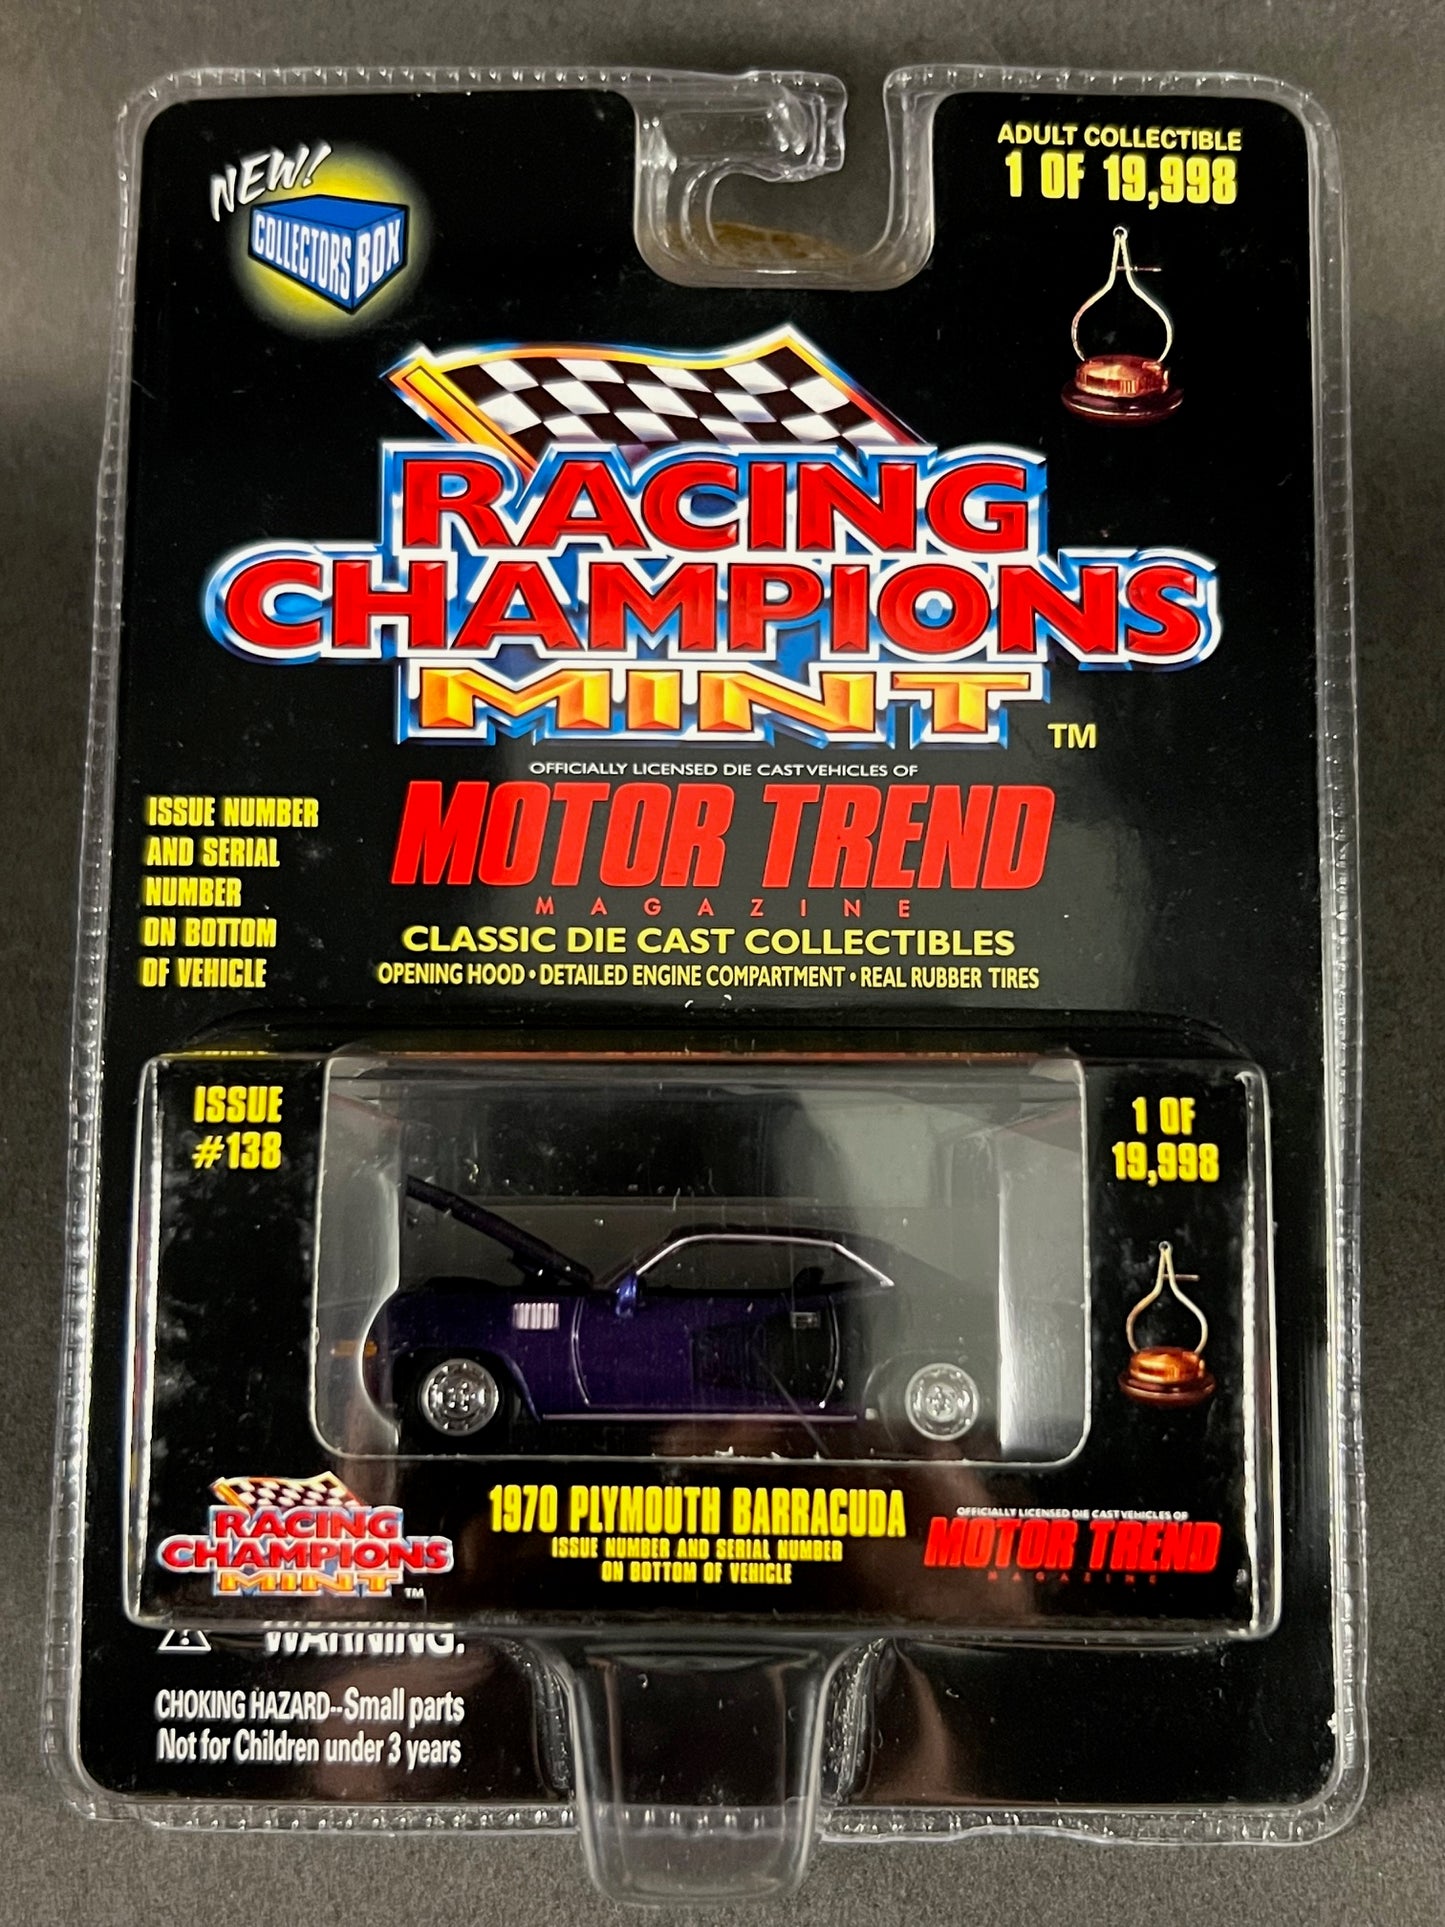 NEW!
COLLECTORS BOX
ADULT COLLECTIBLE
1 OF 19,998
RACING
CHAMPIONS
MINT TM
OFFICIALLY LICENSED DIE CAST VEHICLES OF
MOTOR TREND
MAGAZINE
CLASSIC DIE CAST COLLECTIBLES
OPENING HOOD • DETAILED ENGINE COMPARTMENT • REAL RUBBER TIRES
ISSUE NUMBER
AND SERIAL
NUMBER
ON BOTTOM
OF VEHICLE
ISSUE
#138
1 OF
19,998
RACING
CHAMPIONS
MINT TM
1970 PLYMOUTH BARRACUDA
ISSUE NUMBER AND SERIAL NUMBER
ON BOTTOM OF VEHICLE
OFFICIALLY LICENSED DIE CAST VEHICLES OF
MOTOR TREND
MAGAZINE
WARNING:
CHOKING HAZARD--Small parts
Not for Children under 3 years